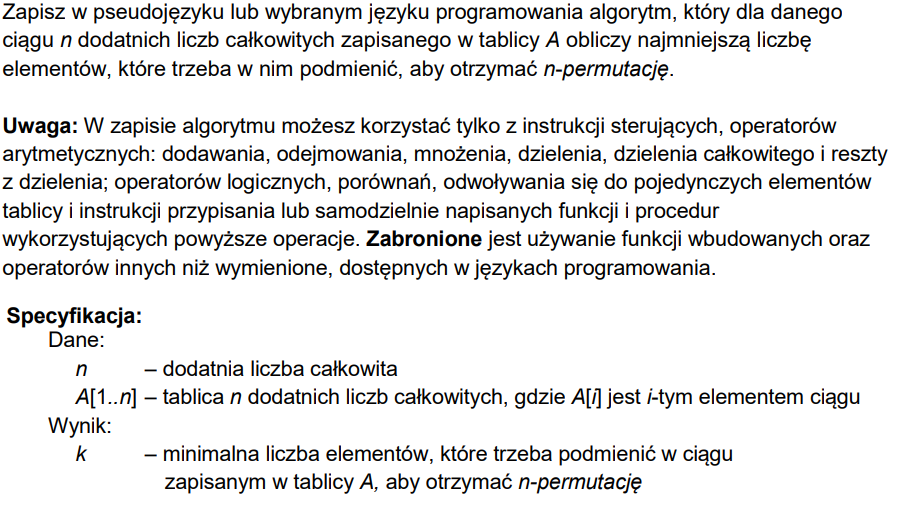 Zapisz w pseudojęzyku lub wybranym języku programowania algorytm, który dla danego
ciągu n dodatnich liczb całkowitych zapisanego w tablicy A obliczy najmniejszą liczbę
elementów, które trzeba w nim podmienić, aby otrzymać n-permutację.
Uwaga: W zapisie algorytmu możesz korzystać tylko z instrukcji sterujących, operatorów
arytmetycznych: dodawania, odejmowania, mnożenia, dzielenia, dzielenia całkowitego i reszty
z dzielenia; operatorów logicznych, porównań, odwoływania się do pojedynczych elementów
tablicy i instrukcji przypisania lub samodzielnie napisanych funkcji i procedur
wykorzystujących powyższe operacje. Zabronione jest używanie funkcji wbudowanych oraz
operatorów innych niż wymienione, dostępnych w językach programowania.
Specyfikacja:
Dane:
n – dodatnia liczba całkowita
A[1..n] – tablica n dodatnich liczb całkowitych, gdzie A[i] jest i-tym elementem ciągu
Wynik:
k – minimalna liczba elementów, które trzeba podmienić w ciągu
zapisanym w tablicy A, aby otrzymać n-permutację